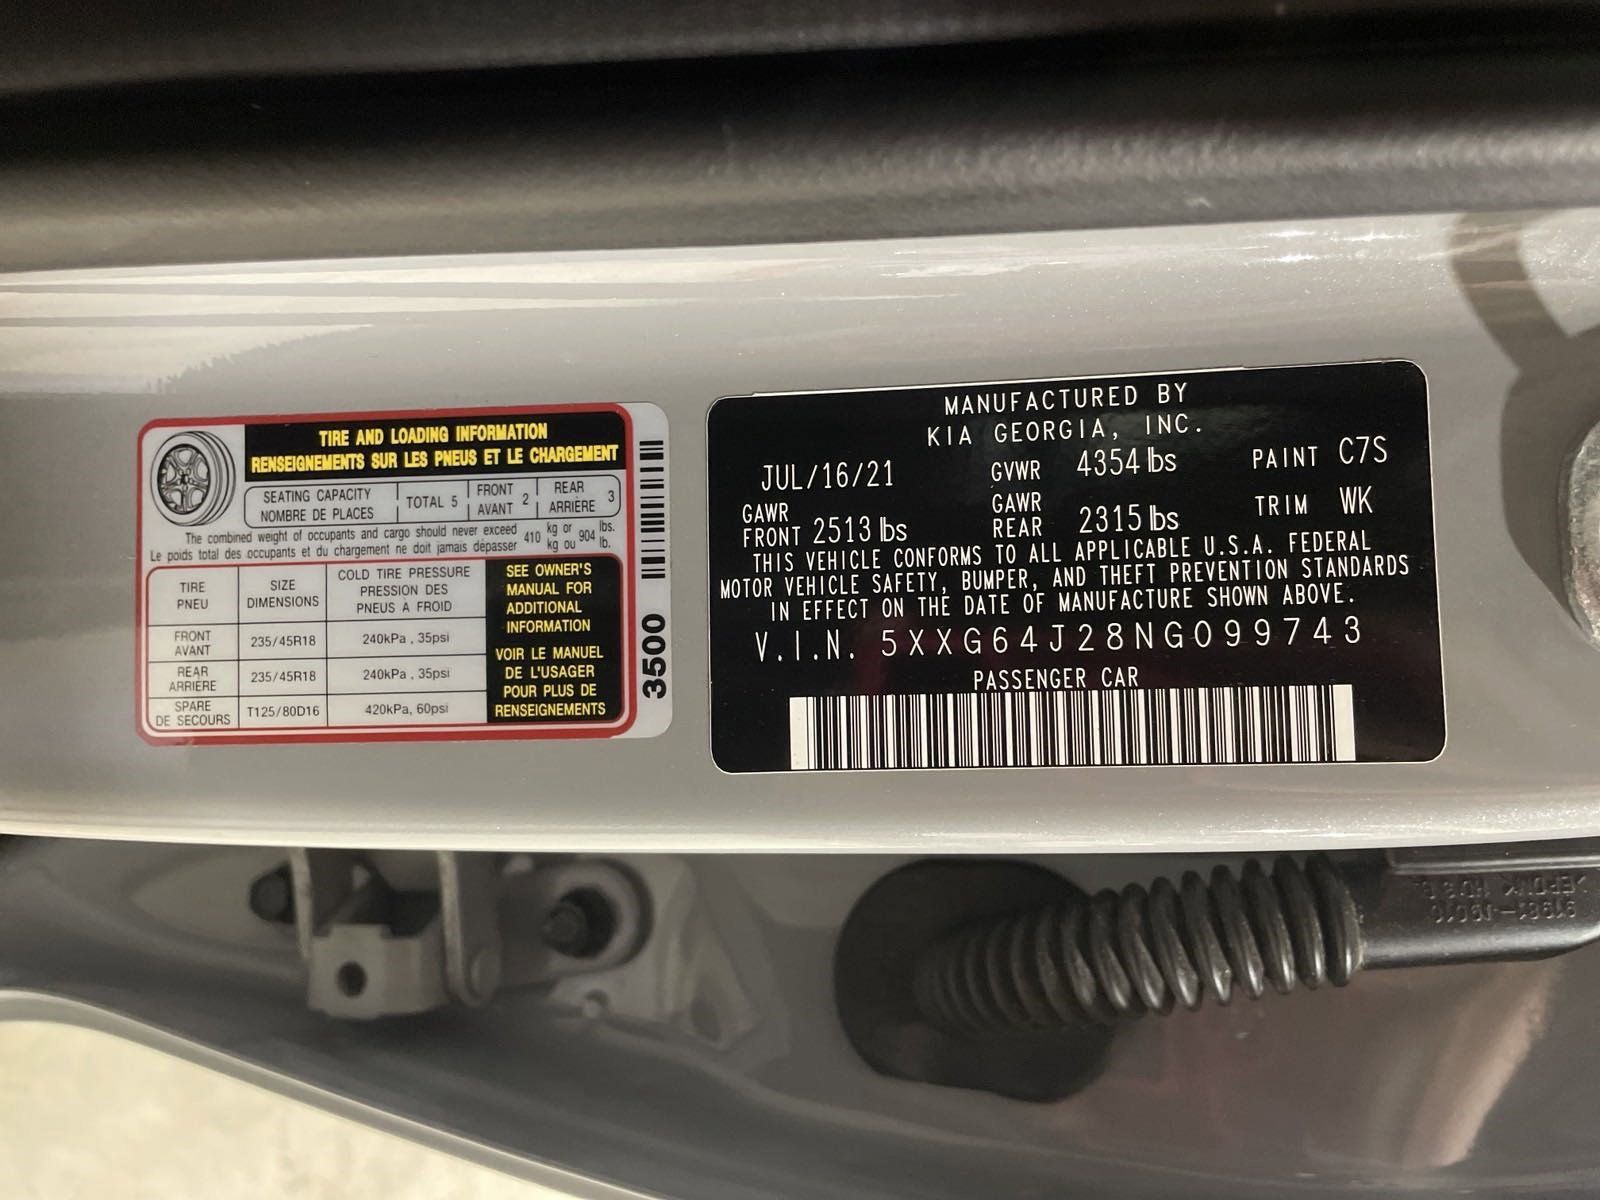 TIRE AND LOADING INFORMATION
RENSEIGNEMENTS SUR LES PNEUS ET LE CHARGEMENT
SEATING CAPACITY
NOMBRE DE PLACES
TOTAL 5
FRONT
AVANT 2
REAR
ARRIÈRE 3
The combined weight of occupants and cargo should never exceed 410 kg or 904 lbs.
Le poids total des occupants et du chargement ne doit jamais dépasser kg ou lb.
TIRE
PNEU
SIZE
DIMENSIONS
COLD TIRE PRESSURE
PRESSION DES
PNEUS A FROID
FRONT
AVANT
235/45R18
240kPa , 35psi
REAR
ARRIÈRE
235/45R18
240kPa , 35psi
SPARE
DE SECOURS
T125/80D16
420kPa, 60psi
SEE OWNER'S
MANUAL FOR
ADDITIONAL
INFORMATION
VOIR LE MANUEL
DE L'USAGER
POUR PLUS DE
RENSEIGNEMENTS
3500
MANUFACTURED BY
KIA GEORGIA, INC.
JUL/16/21 GVWR 4354 lbs PAINT C7S
GAWR
FRONT 2513 lbs
GAWR
REAR 2315 lbs
TRIM WK
THIS VEHICLE CONFORMS TO ALL APPLICABLE U.S.A. FEDERAL
MOTOR VEHICLE SAFETY, BUMPER, AND THEFT PREVENTION STANDARDS
IN EFFECT ON THE DATE OF MANUFACTURE SHOWN ABOVE.
V.I.N. 5XXG64J28NG099743
PASSENGER CAR